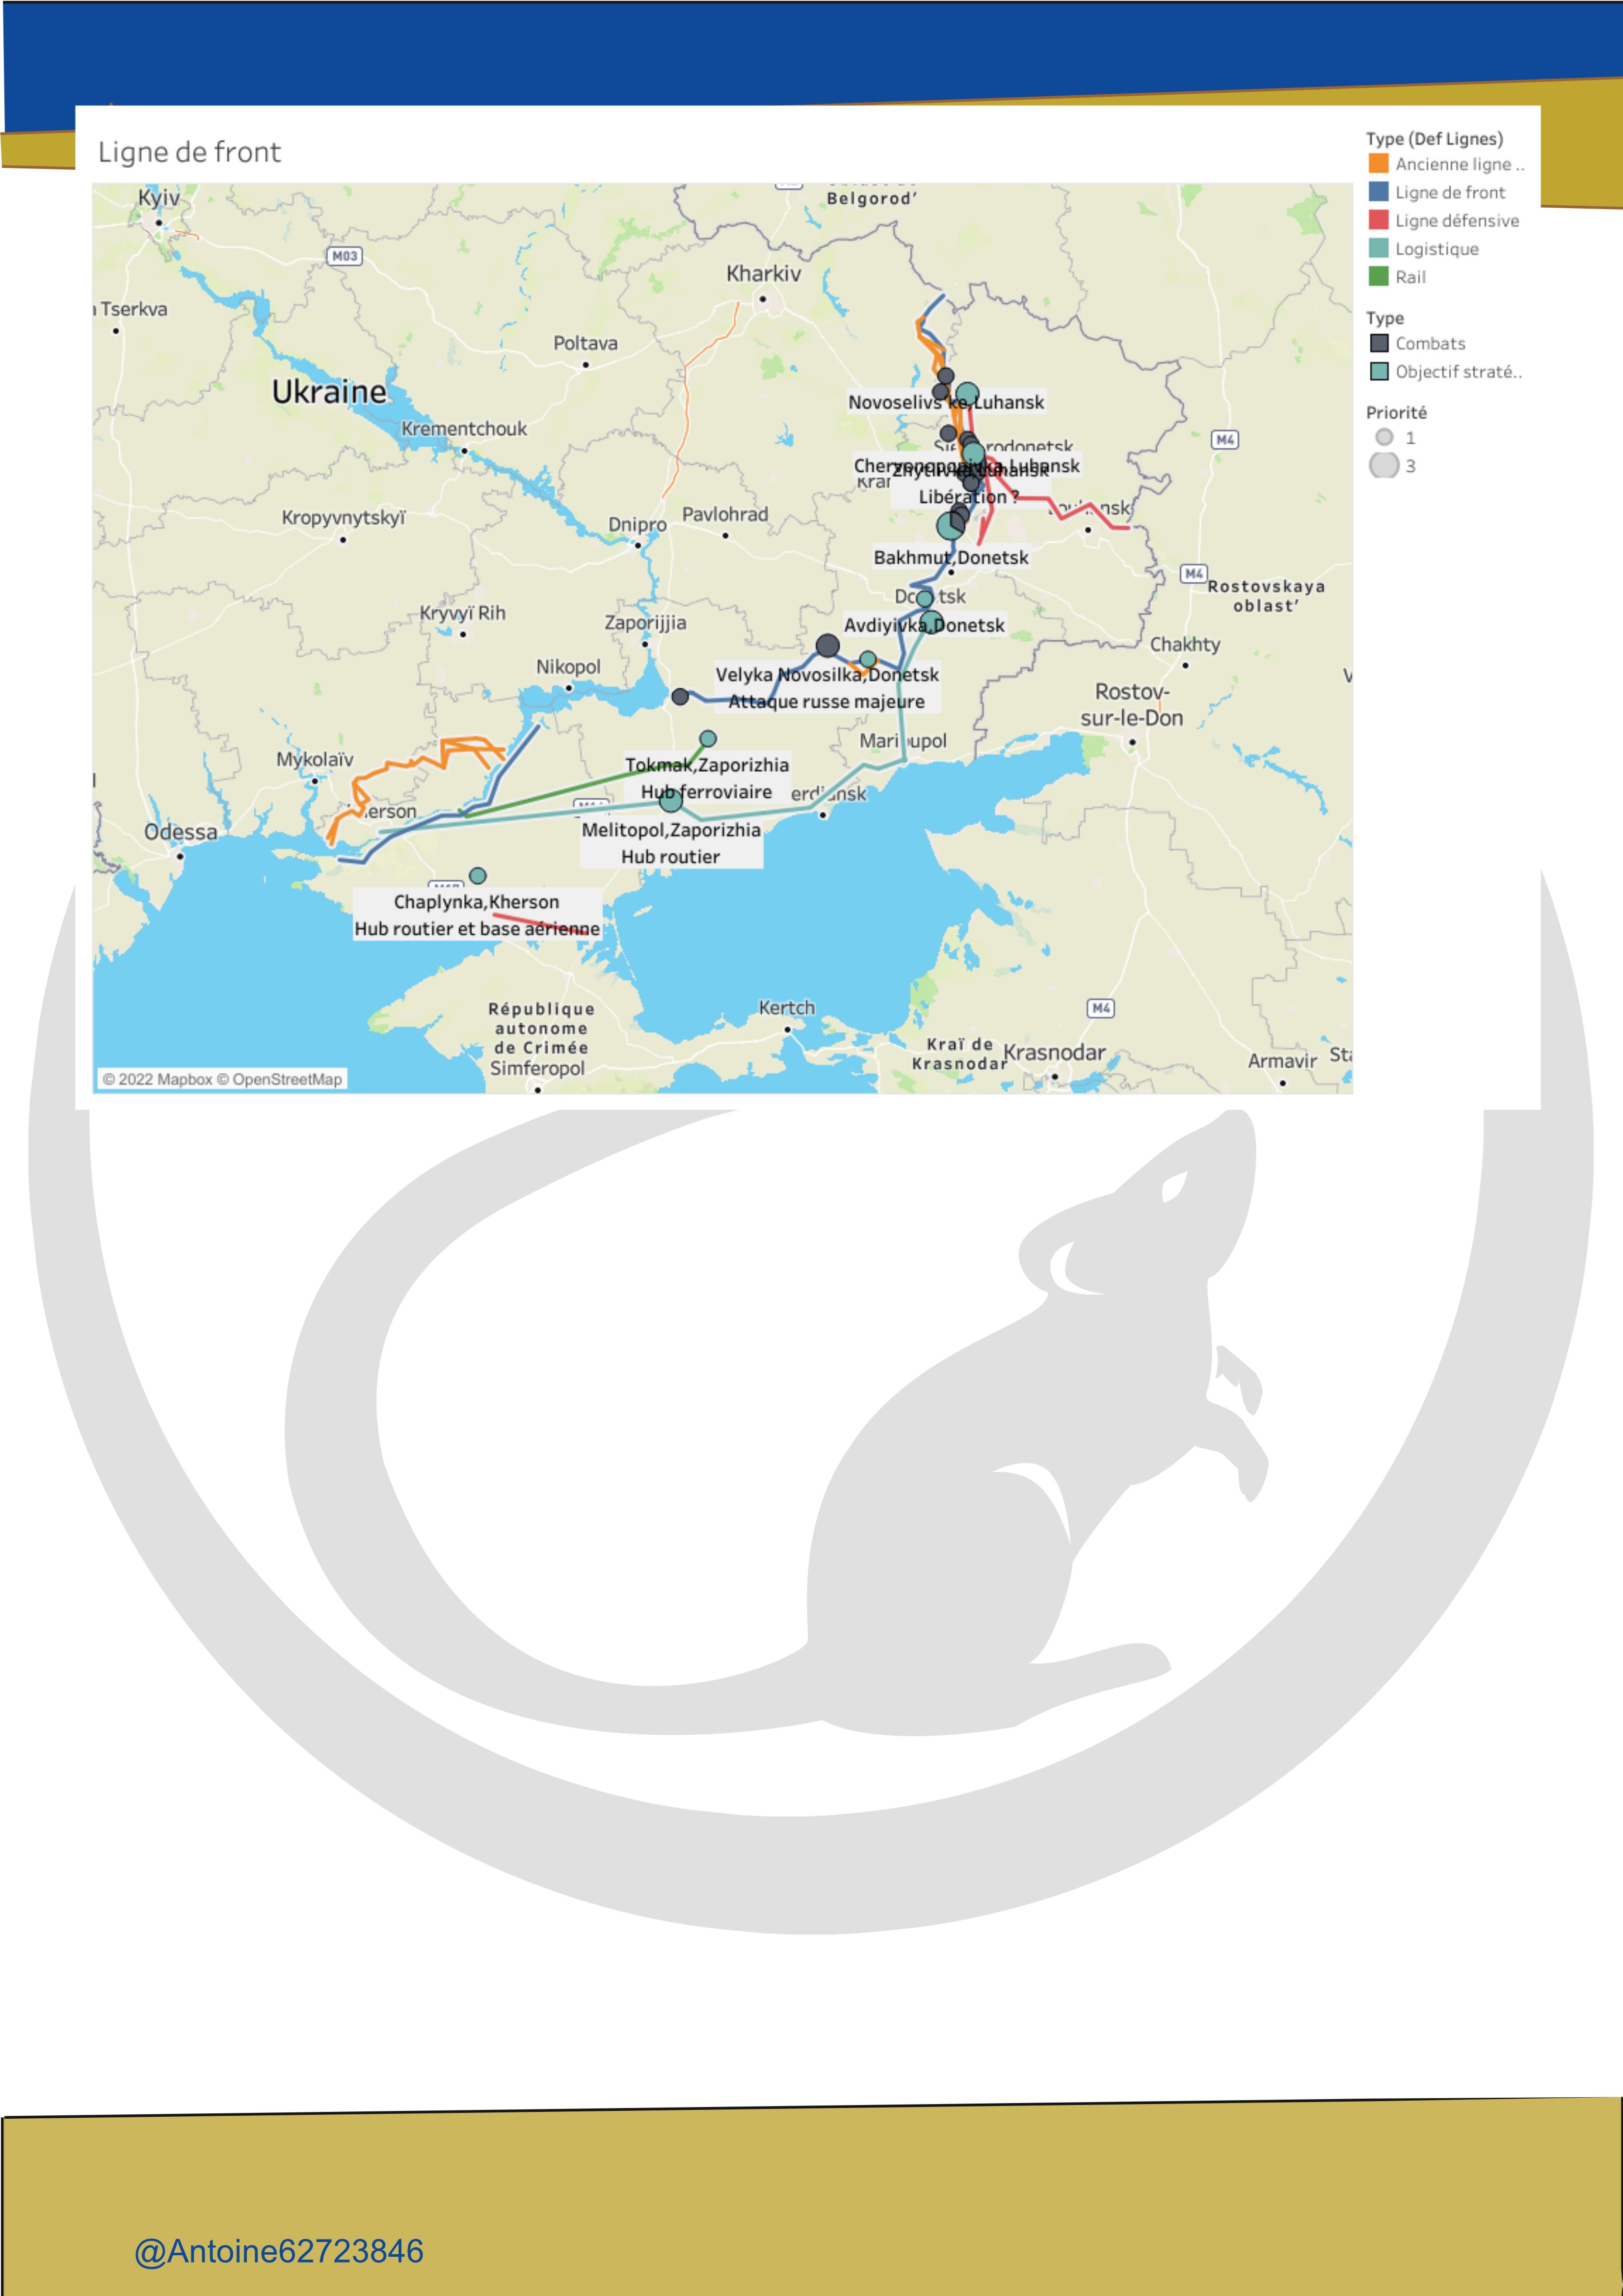 Ligne de front
Type (Def Lignes)
Ancienne ligne ..
Ligne de front
Ligne défensive
Logistique
Rail
Type
Combats
Objectif straté..
Priorité
1
3
Belgorod'
Kyiv
M03
Kharkiv
a Tserkva
Poltava
Ukraine
Krementchouk
Novoselivs'ke,Luhansk
M4
Chervonopopivka,Luhansk
Zhytlivka,Luhansk
Libération ?
Kropyvnytskyï
Dnipro
Pavlohrad
Bakhmut,Donetsk
M4
Rostovskaya
oblast'
Kryvyï Rih
Zaporijjia
Avdiyivka,Donetsk
Chakhty
Nikopol
Velyka Novosilka,Donetsk
Attaque russe majeure
Rostov-
sur-le-Don
Mykolaïv
Marioupol
Tokmak,Zaporizhia
Hub ferroviaire
erdiansk
erson
Odessa
Melitopol,Zaporizhia
Hub routier
Chaplynka,Kherson
Hub routier et base aérienne
République
autonome
de Crimée
Simferopol
Kertch
M4
Kraï de
Krasnodar
Krasnodar
Armavir
Sta
© 2022 Mapbox © OpenStreetMap
@Antoine62723846